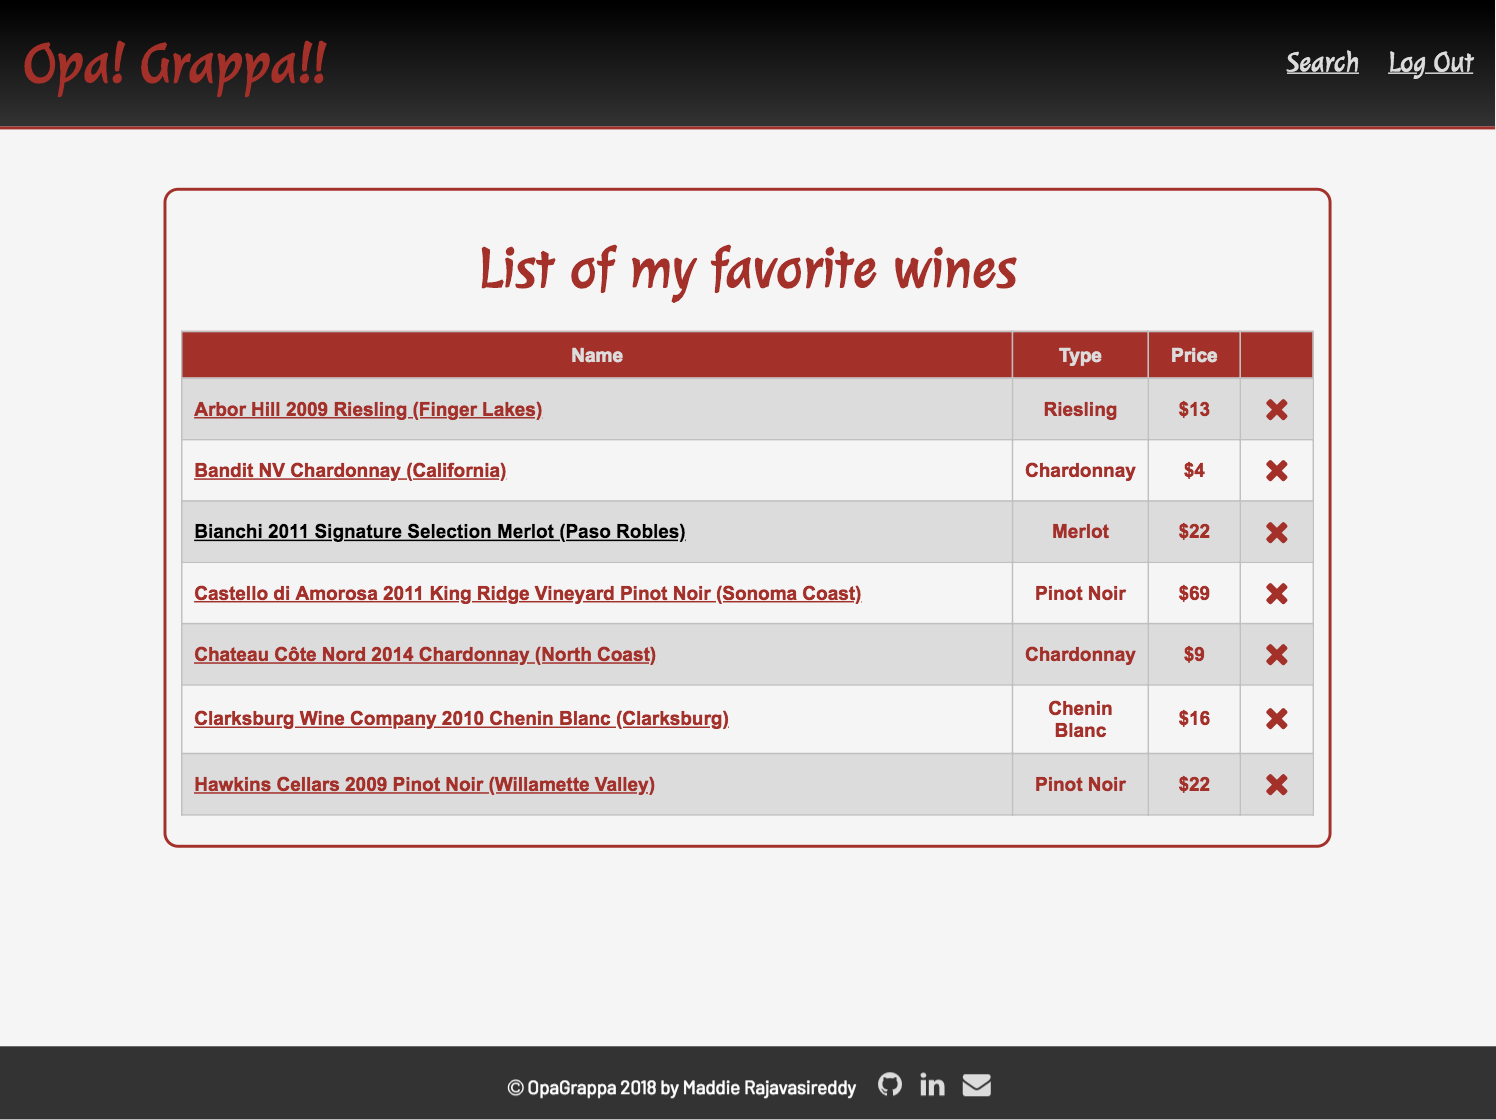 Opa! Grappa!!
Search Log Out
List of my favorite wines
Name Type Price
Arbor Hill 2009 Riesling (Finger Lakes) Riesling $13
Bandit NV Chardonnay (California) Chardonnay $4
Bianchi 2011 Signature Selection Merlot (Paso Robles) Merlot $22
Castello di Amorosa 2011 King Ridge Vineyard Pinot Noir (Sonoma Coast) Pinot Noir $69
Chateau Côte Nord 2014 Chardonnay (North Coast) Chardonnay $9
Clarksburg Wine Company 2010 Chenin Blanc (Clarksburg) Chenin Blanc $16
Hawkins Cellars 2009 Pinot Noir (Willamette Valley) Pinot Noir $22
© OpaGrappa 2018 by Maddie Rajavasireddy